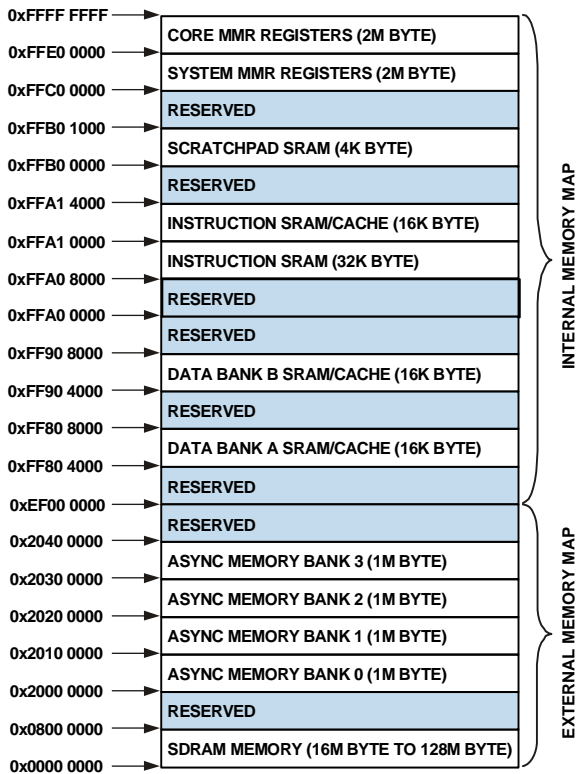 0xFFFF FFFF
CORE MMR REGISTERS (2M BYTE)
0xFFE0 0000
SYSTEM MMR REGISTERS (2M BYTE)
0xFFC0 0000
RESERVED
0xFFB0 1000
SCRATCHPAD SRAM (4K BYTE)
0xFFB0 0000
RESERVED
0xFFA1 4000
INSTRUCTION SRAM/CACHE (16K BYTE)
0xFFA1 0000
INSTRUCTION SRAM (32K BYTE)
0xFFA0 8000
RESERVED
0xFFA0 0000
RESERVED
0xFF90 8000
DATA BANK B SRAM/CACHE (16K BYTE)
0xFF90 4000
RESERVED
0xFF80 8000
DATA BANK A SRAM/CACHE (16K BYTE)
0xFF80 4000
RESERVED
0xEF00 0000
RESERVED
0x2040 0000
ASYNC MEMORY BANK 3 (1M BYTE)
0x2030 0000
ASYNC MEMORY BANK 2 (1M BYTE)
0x2020 0000
ASYNC MEMORY BANK 1 (1M BYTE)
0x2010 0000
ASYNC MEMORY BANK 0 (1M BYTE)
0x2000 0000
RESERVED
0x0800 0000
SDRAM MEMORY (16M BYTE TO 128M BYTE)
0x0000 0000
INTERNAL MEMORY MAP
EXTERNAL MEMORY MAP